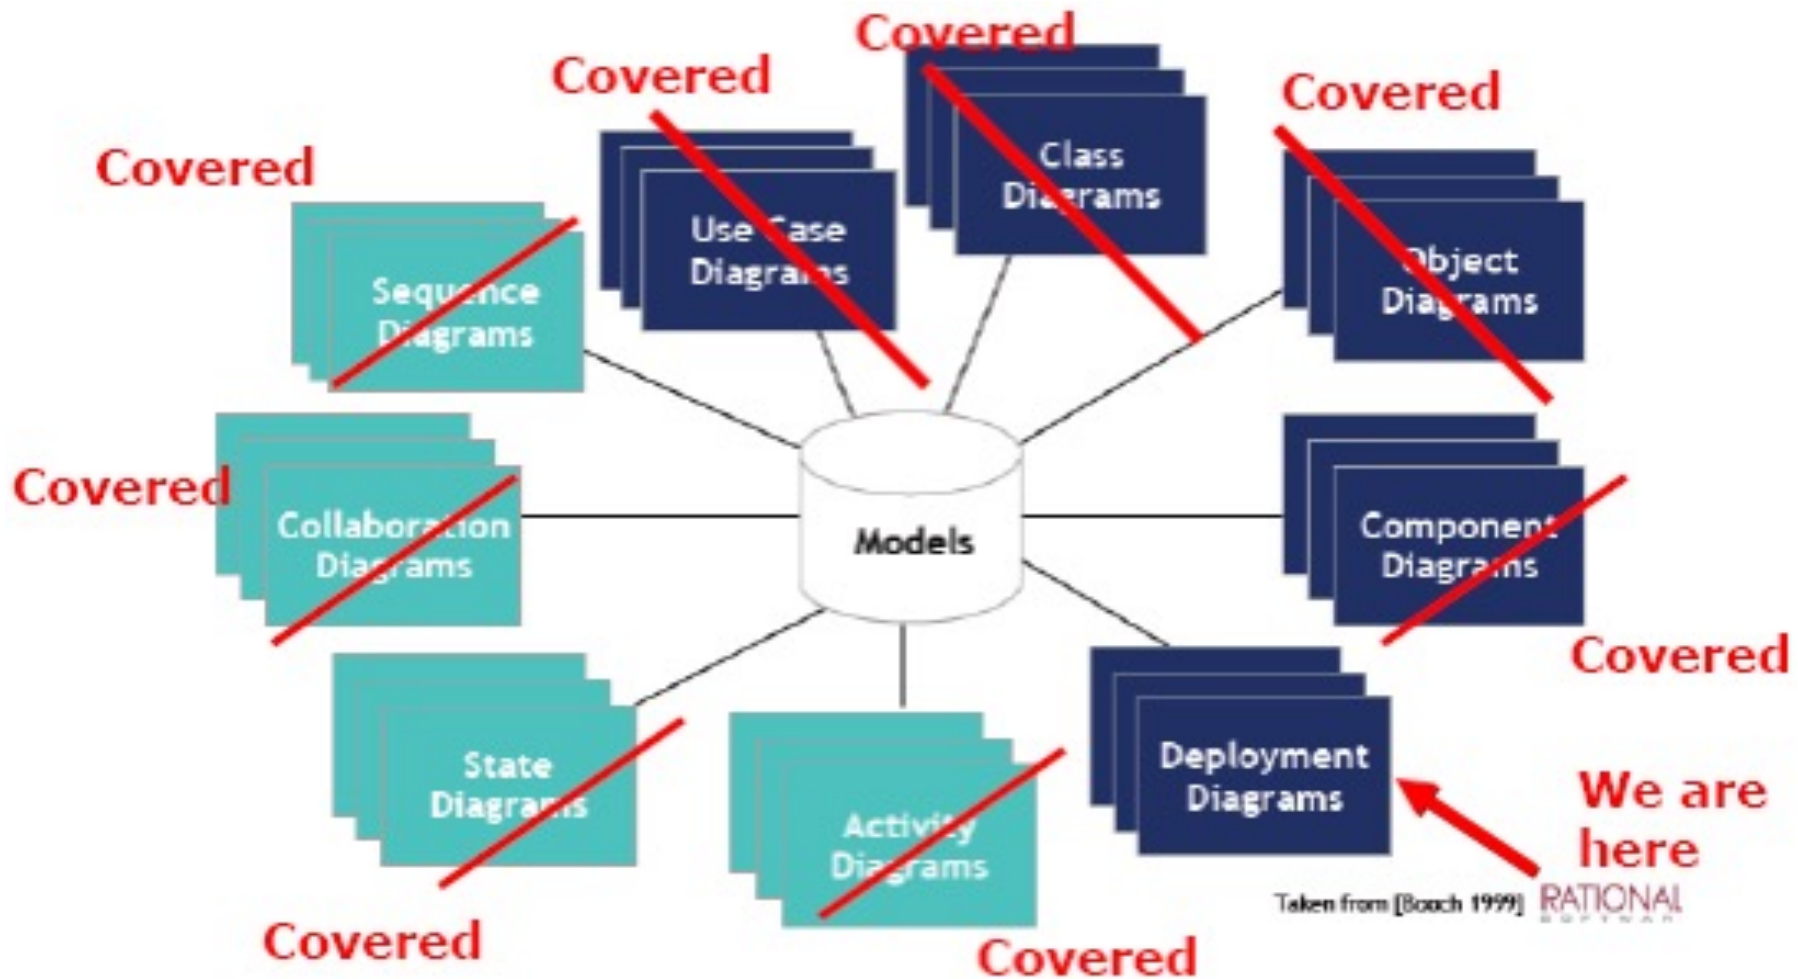 Covered
Covered
Covered
Covered
Class
Diagrams
Use Case
Diagrams
Object
Diagrams
Sequence
Diagrams
Covered
Collaboration
Diagrams
Models
Component
Diagrams
Covered
State
Diagrams
Deployment
Diagrams
We are
here
Activity
Diagrams
Taken from [Booch 1999]
RATIONAL
SOFTWAR
Covered
Covered